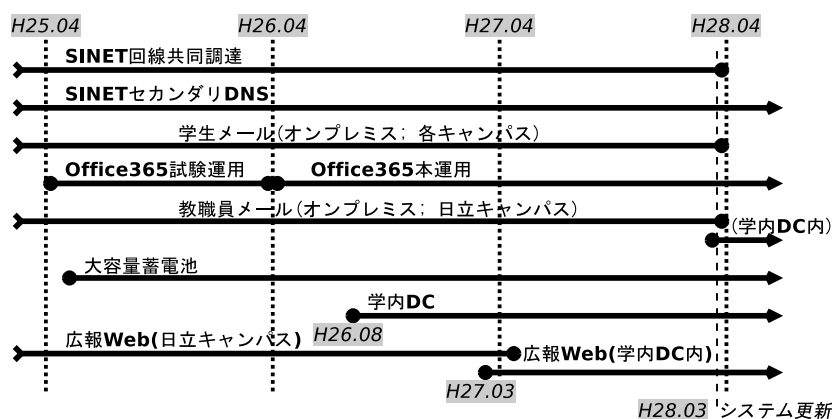 H25.04 H26.04 H27.04 H28.04
SINET回線共同調達
SINETセカンダリDNS
学生メール(オンプレミス; 各キャンパス)
Office365試験運用 Office365本運用
教職員メール(オンプレミス; 日立キャンパス)
(学内DC内)
大容量蓄電池
学内DC
H26.08
広報Web(日立キャンパス)
広報Web(学内DC内)
H27.03
H28.03 システム更新